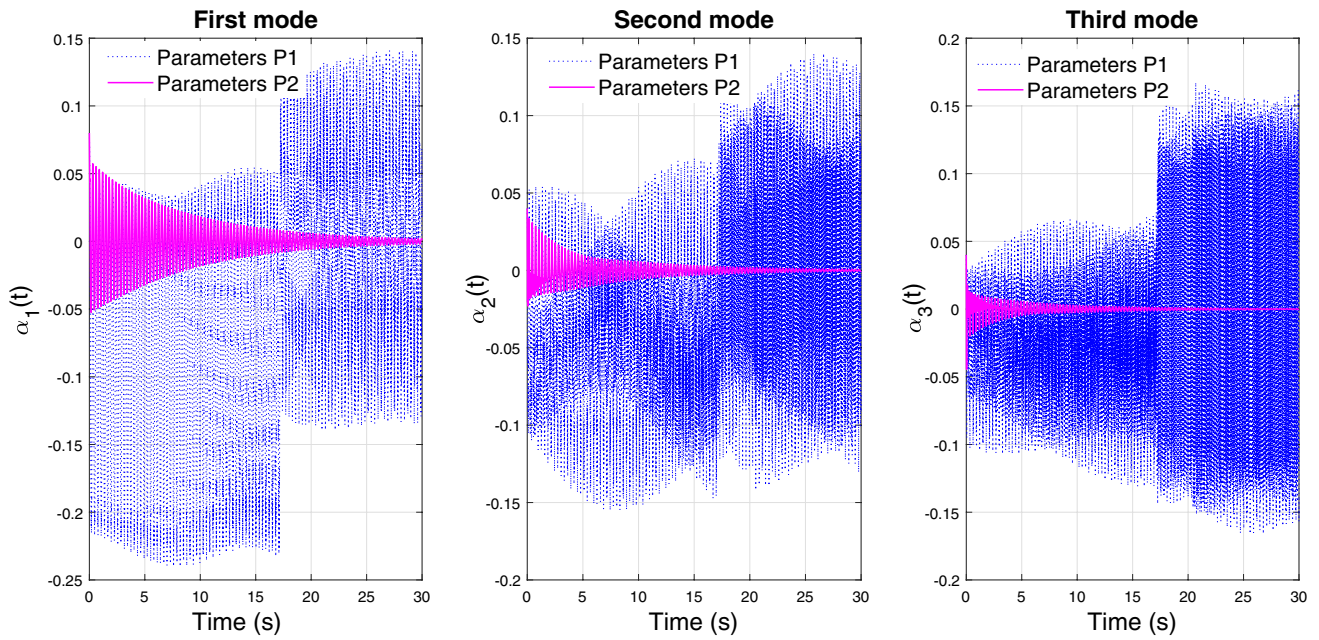 First mode
Parameters P1
Parameters P2
0.15
0.1
0.05
0
-0.05
-0.1
-0.15
-0.2
-0.25
α1(t)
0 5 10 15 20 25 30
Time (s)
Second mode
Parameters P1
Parameters P2
0.15
0.1
0.05
0
-0.05
-0.1
-0.15
-0.2
α2(t)
0 5 10 15 20 25 30
Time (s)
Third mode
Parameters P1
Parameters P2
0.2
0.15
0.1
0.05
0
-0.05
-0.1
-0.15
-0.2
α3(t)
0 5 10 15 20 25 30
Time (s)